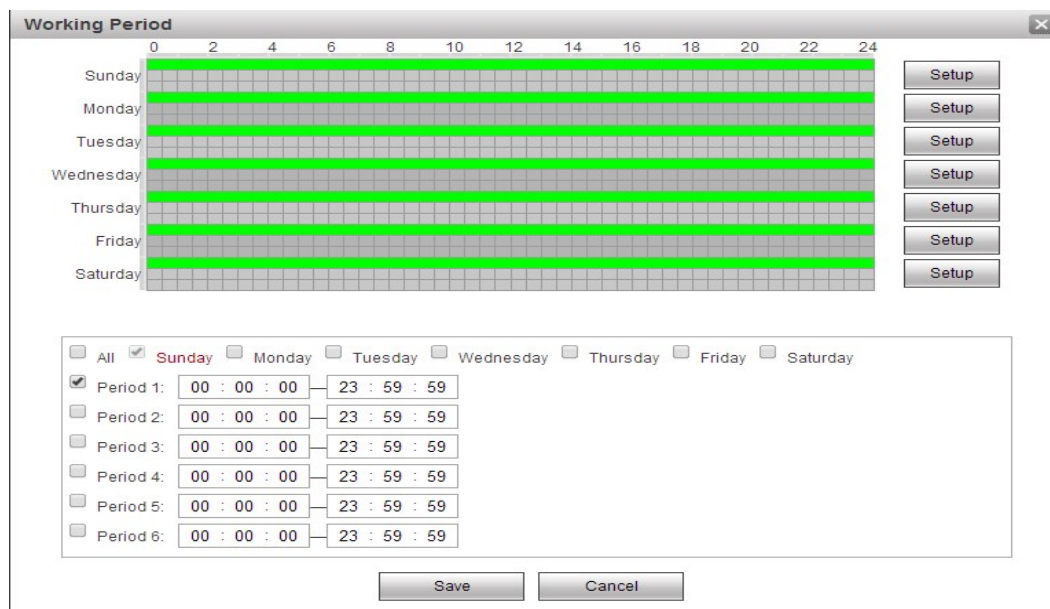 Working Period
0 2 4 6 8 10 12 14 16 18 20 22 24
Sunday Setup
Monday Setup
Tuesday Setup
Wednesday Setup
Thursday Setup
Friday Setup
Saturday Setup
All Sunday Monday Tuesday Wednesday Thursday Friday Saturday
Period 1: 00 : 00 : 00 — 23 : 59 : 59
Period 2: 00 : 00 : 00 — 23 : 59 : 59
Period 3: 00 : 00 : 00 — 23 : 59 : 59
Period 4: 00 : 00 : 00 — 23 : 59 : 59
Period 5: 00 : 00 : 00 — 23 : 59 : 59
Period 6: 00 : 00 : 00 — 23 : 59 : 59
Save Cancel